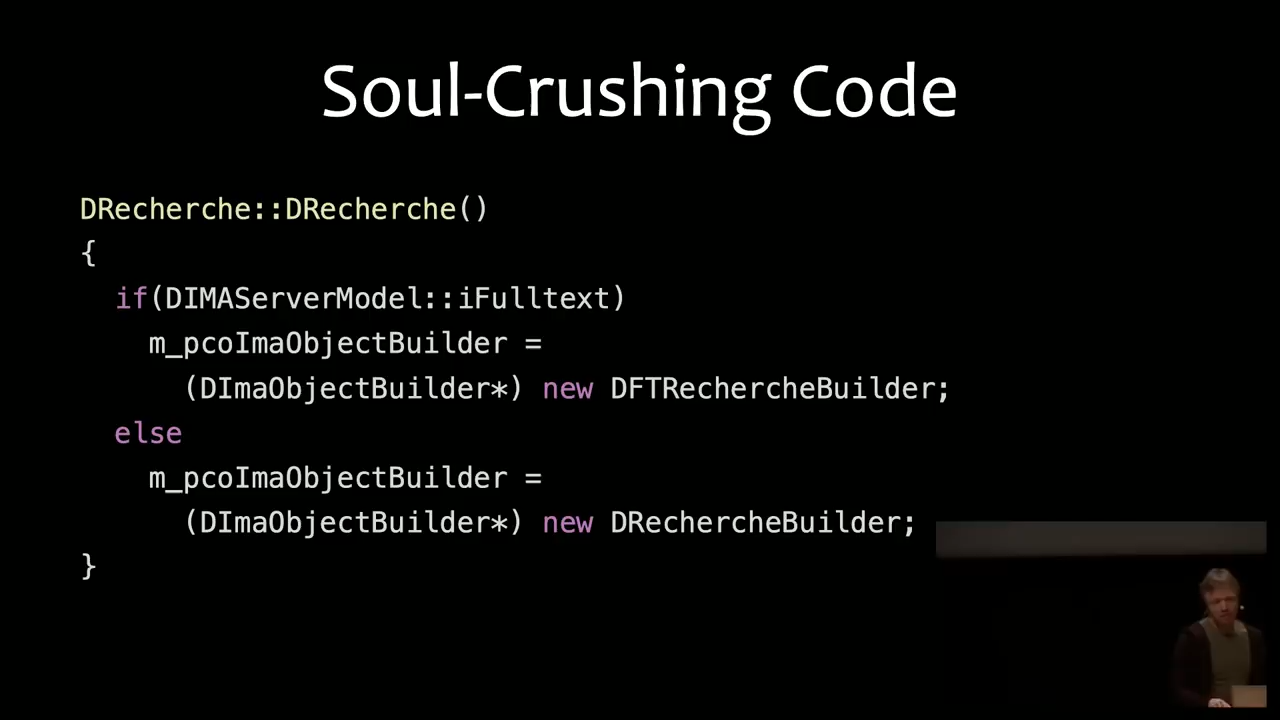 Soul-Crushing Code
DRecherche::DRecherche()
{
if(DIMAServerModel::iFulltext)
m_pcoImaObjectBuilder =
(DImaObjectBuilder*) new DFTRechercheBuilder;
else
m_pcoImaObjectBuilder =
(DImaObjectBuilder*) new DRechercheBuilder;
}